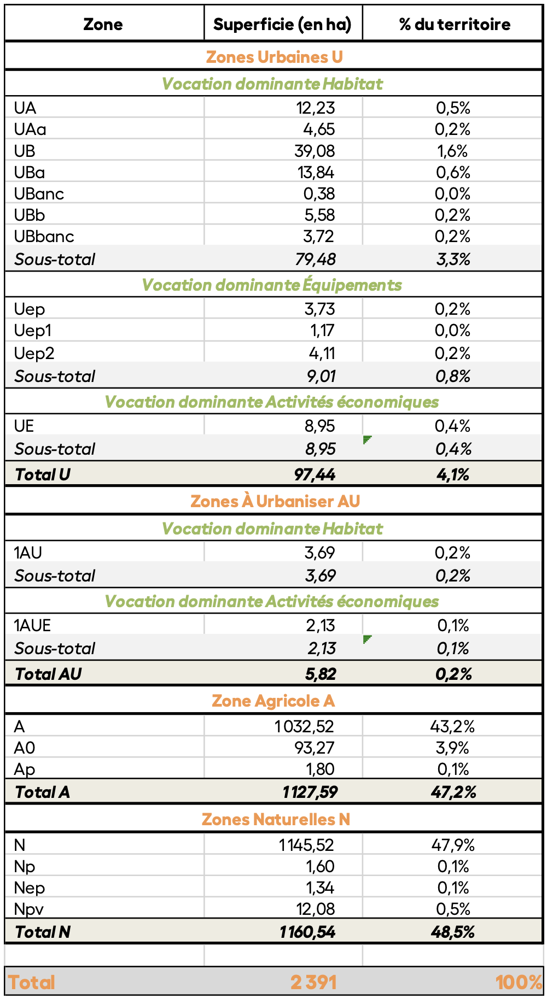 Zone Superficie (en ha) % du territoire
Zones Urbaines U
Vocation dominante Habitat
UA 12,23 0,5%
UAa 4,65 0,2%
UB 39,08 1,6%
UBa 13,84 0,6%
UBanc 0,38 0,0%
UBb 5,58 0,2%
UBbanc 3,72 0,2%
Sous-total 79,48 3,3%
Vocation dominante Équipements
Uep 3,73 0,2%
Uep1 1,17 0,0%
Uep2 4,11 0,2%
Sous-total 9,01 0,8%
Vocation dominante Activités économiques
UE 8,95 0,4%
Sous-total 8,95 0,4%
Total U 97,44 4,1%
Zones À Urbaniser AU
Vocation dominante Habitat
1AU 3,69 0,2%
Sous-total 3,69 0,2%
Vocation dominante Activités économiques
1AUE 2,13 0,1%
Sous-total 2,13 0,1%
Total AU 5,82 0,2%
Zone Agricole A
A 1 032,52 43,2%
A0 93,27 3,9%
Ap 1,80 0,1%
Total A 1 127,59 47,2%
Zones Naturelles N
N 1 145,52 47,9%
Np 1,60 0,1%
Nep 1,34 0,1%
Npv 12,08 0,5%
Total N 1 160,54 48,5%
Total 2 391 100%